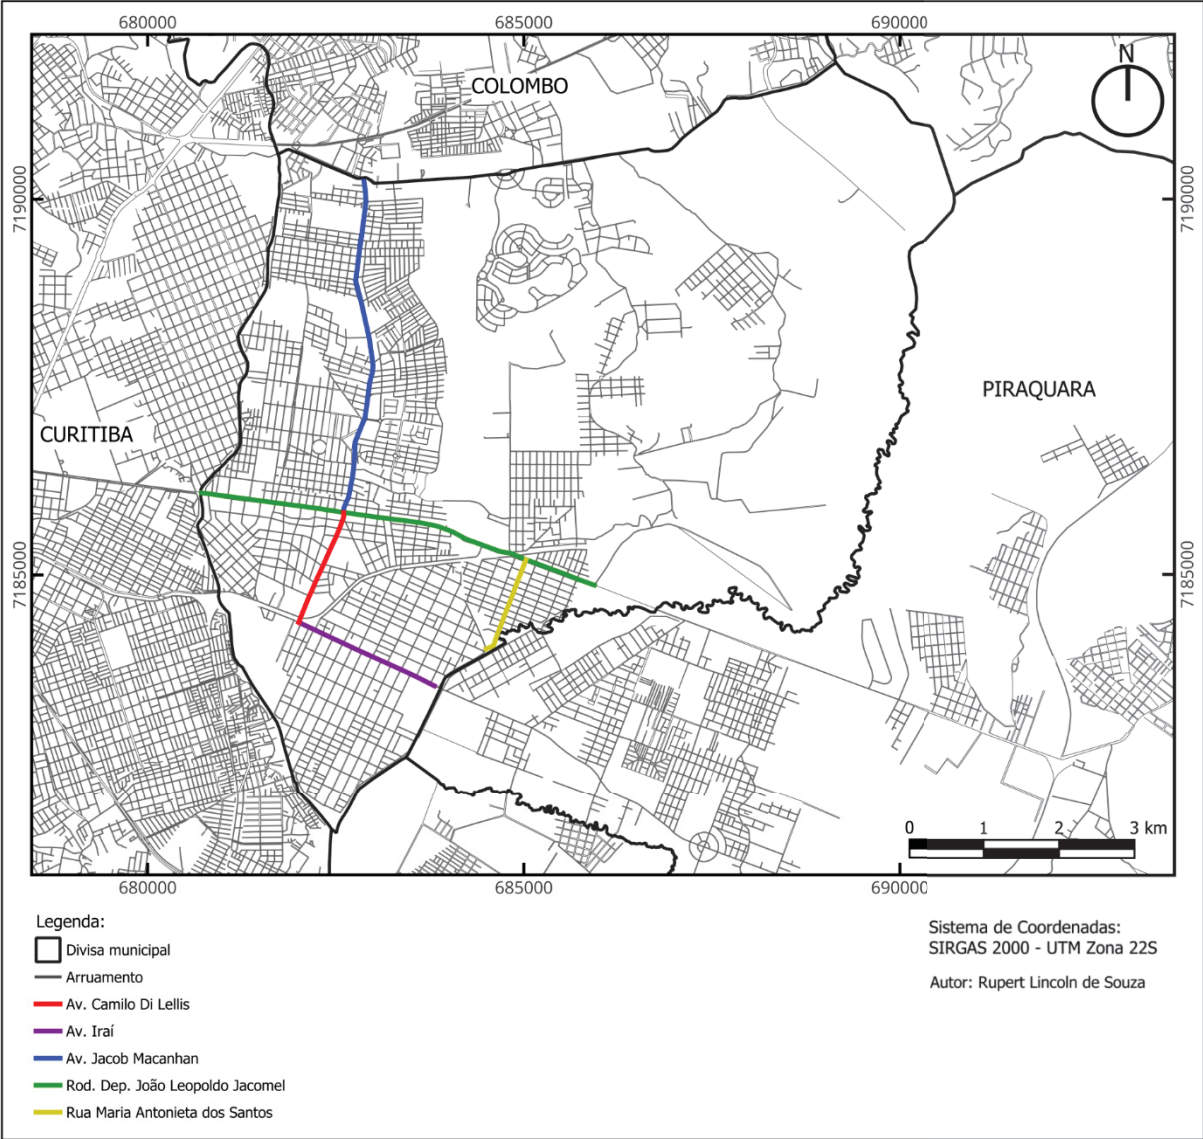 680000 685000 690000
COLOMBO
N
7190000 7190000
PIRAQUARA
CURITIBA
7185000 7185000
0 1 2 3 km
680000 685000 690000
Legenda:
Divisa municipal
Arruamento
Av. Camilo Di Lellis
Av. Iraí
Av. Jacob Macanhan
Rod. Dep. João Leopoldo Jacomel
Rua Maria Antonieta dos Santos
Sistema de Coordenadas:
SIRGAS 2000 - UTM Zona 22S
Autor: Rupert Lincoln de Souza